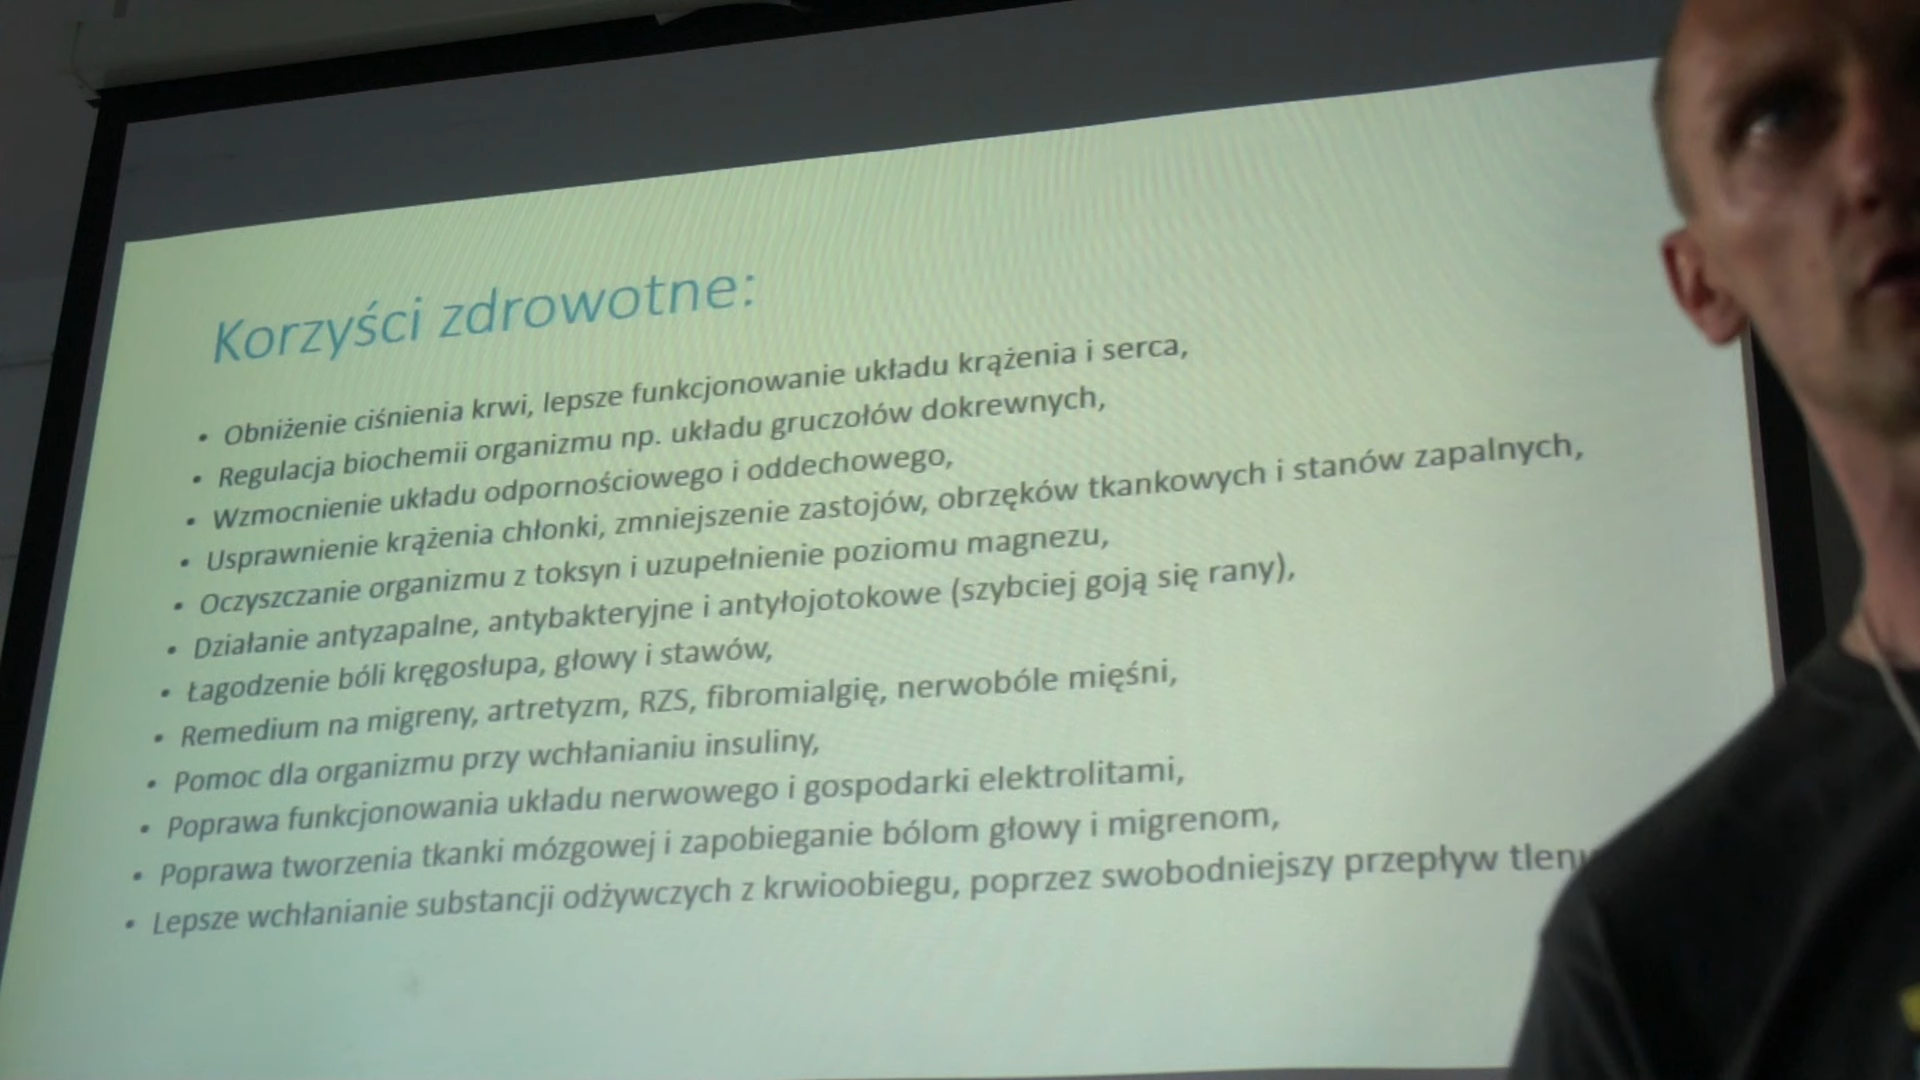 Korzyści zdrowotne:
• Obniżenie ciśnienia krwi, lepsze funkcjonowanie układu krążenia i serca,
• Regulacja biochemii organizmu np. układu gruczołów dokrewnych,
• Wzmocnienie układu odpornościowego i oddechowego,
• Usprawnienie krążenia chłonki, zmniejszenie zastojów, obrzęków tkankowych i stanów zapalnych,
• Oczyszczanie organizmu z toksyn i uzupełnienie poziomu magnezu,
• Działanie antyzapalne, antybakteryjne i antyłojotokowe (szybciej goją się rany),
• Łagodzenie bóli kręgosłupa, głowy i stawów,
• Remedium na migreny, artretyzm, RZS, fibromialgię, nerwobóle mięśni,
• Pomoc dla organizmu przy wchłanianiu insuliny,
• Poprawa funkcjonowania układu nerwowego i gospodarki elektrolitami,
• Poprawa tworzenia tkanki mózgowej i zapobieganie bólom głowy i migrenom,
• Lepsze wchłanianie substancji odżywczych z krwioobiegu, poprzez swobodniejszy przepływ